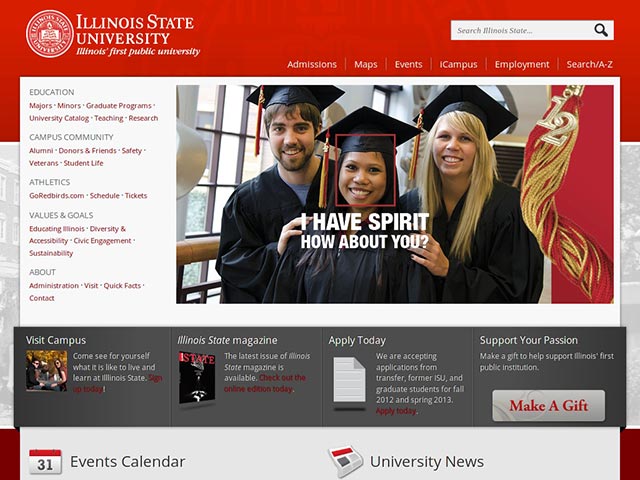 ILLINOIS STATE
UNIVERSITY
Illinois' first public university
Search Illinois State...
Admissions
Maps
Events
iCampus
Employment
Search/A-Z
EDUCATION
Majors · Minors · Graduate Programs ·
University Catalog · Teaching · Research
CAMPUS COMMUNITY
Alumni · Donors & Friends · Safety ·
Veterans · Student Life
ATHLETICS
GoRedbirds.com · Schedule · Tickets
VALUES & GOALS
Educating Illinois · Diversity &
Accessibility · Civic Engagement ·
Sustainability
ABOUT
Administration · Visit · Quick Facts ·
Contact
12
I HAVE SPIRIT
HOW ABOUT YOU?
Visit Campus
Come see for yourself
what it is like to live and
learn at Illinois State. Sign
up today!
Illinois State magazine
STATE
The latest issue of Illinois
State magazine is
available. Check out the
online edition today.
Apply Today
We are accepting
applications from
transfer, former ISU, and
graduate students for fall
2012 and spring 2013.
Apply today.
Support Your Passion
Make a gift to help support Illinois' first
public institution.
Make A Gift
31
Events Calendar
University News